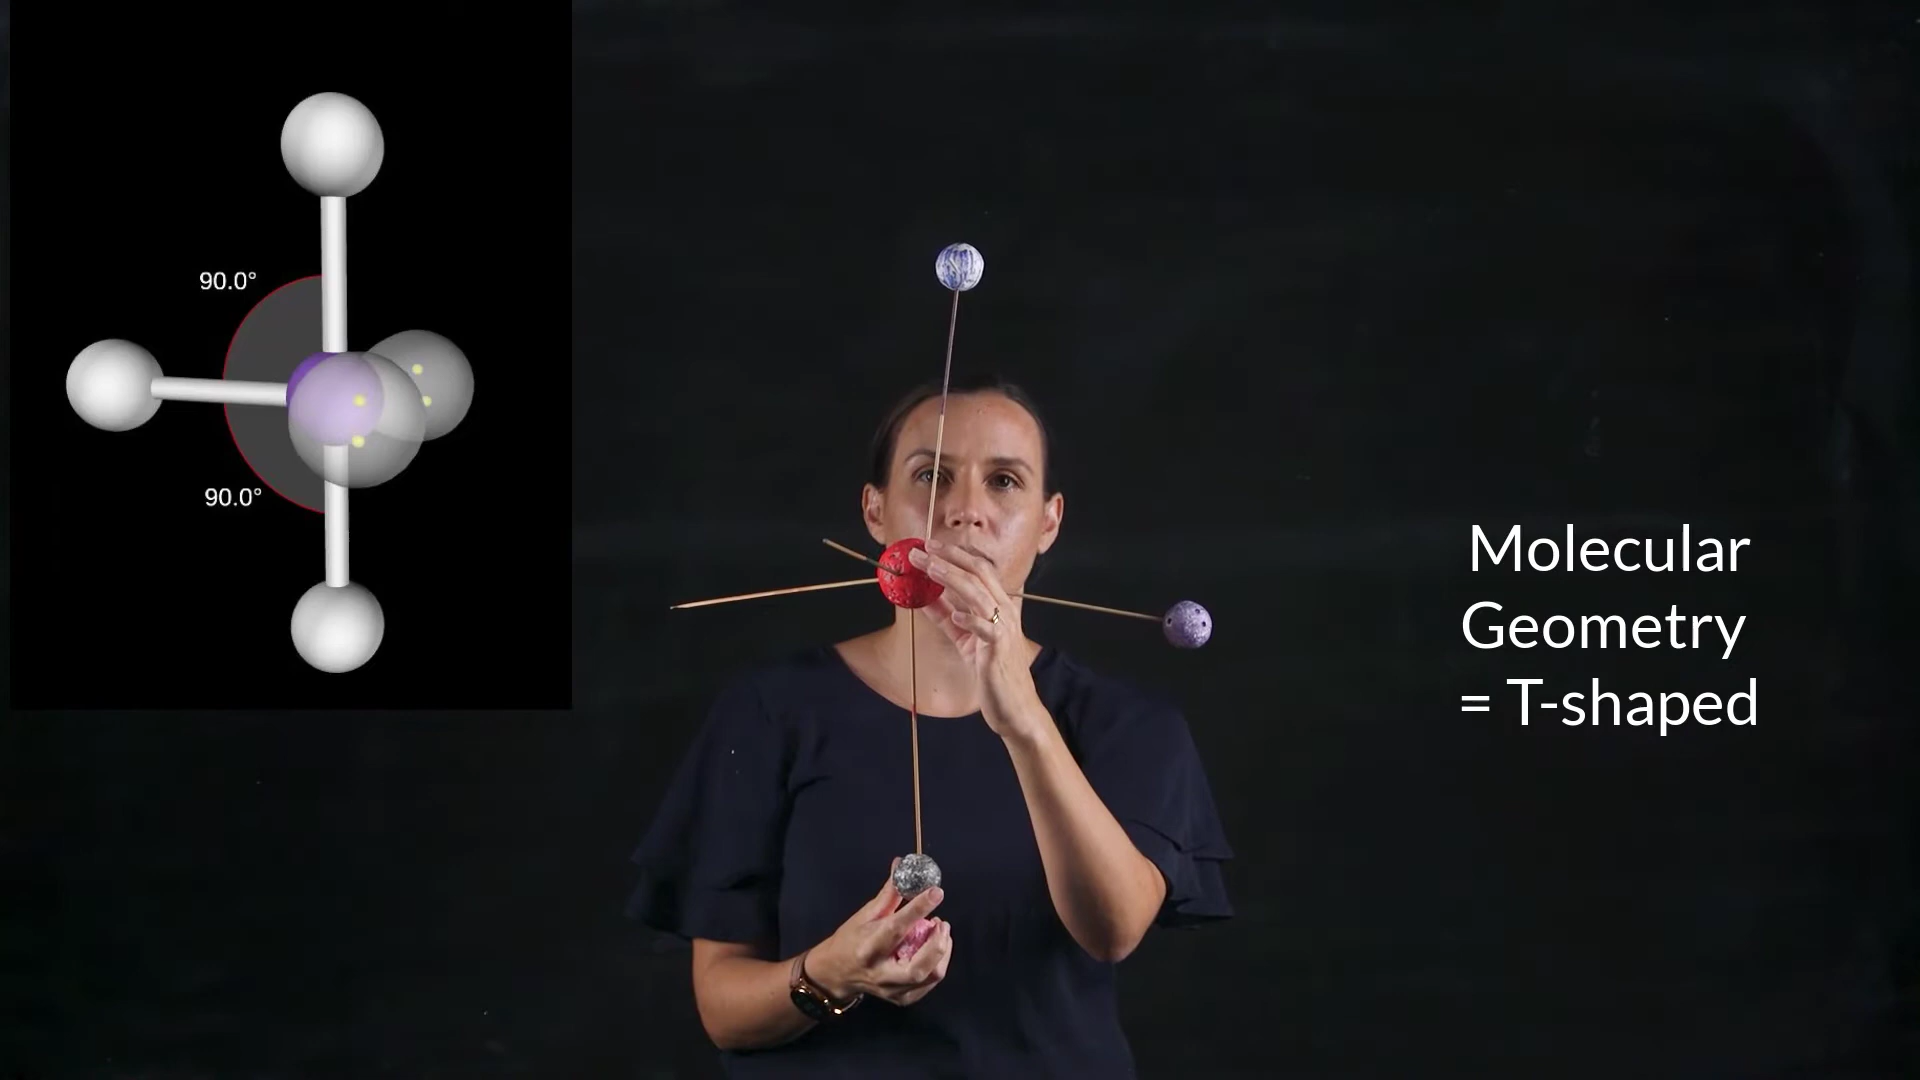 90.0°
90.0°
Molecular
Geometry
= T-shaped